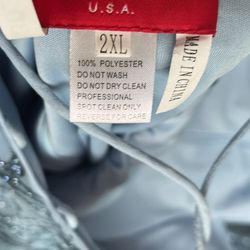 U.S.A.
2XL
100% POLYESTER
DO NOT WASH
DO NOT DRY CLEAN
PROFESSIONAL
SPOT CLEAN ONLY
REVERSE FOR CARE
MADE IN CHINA